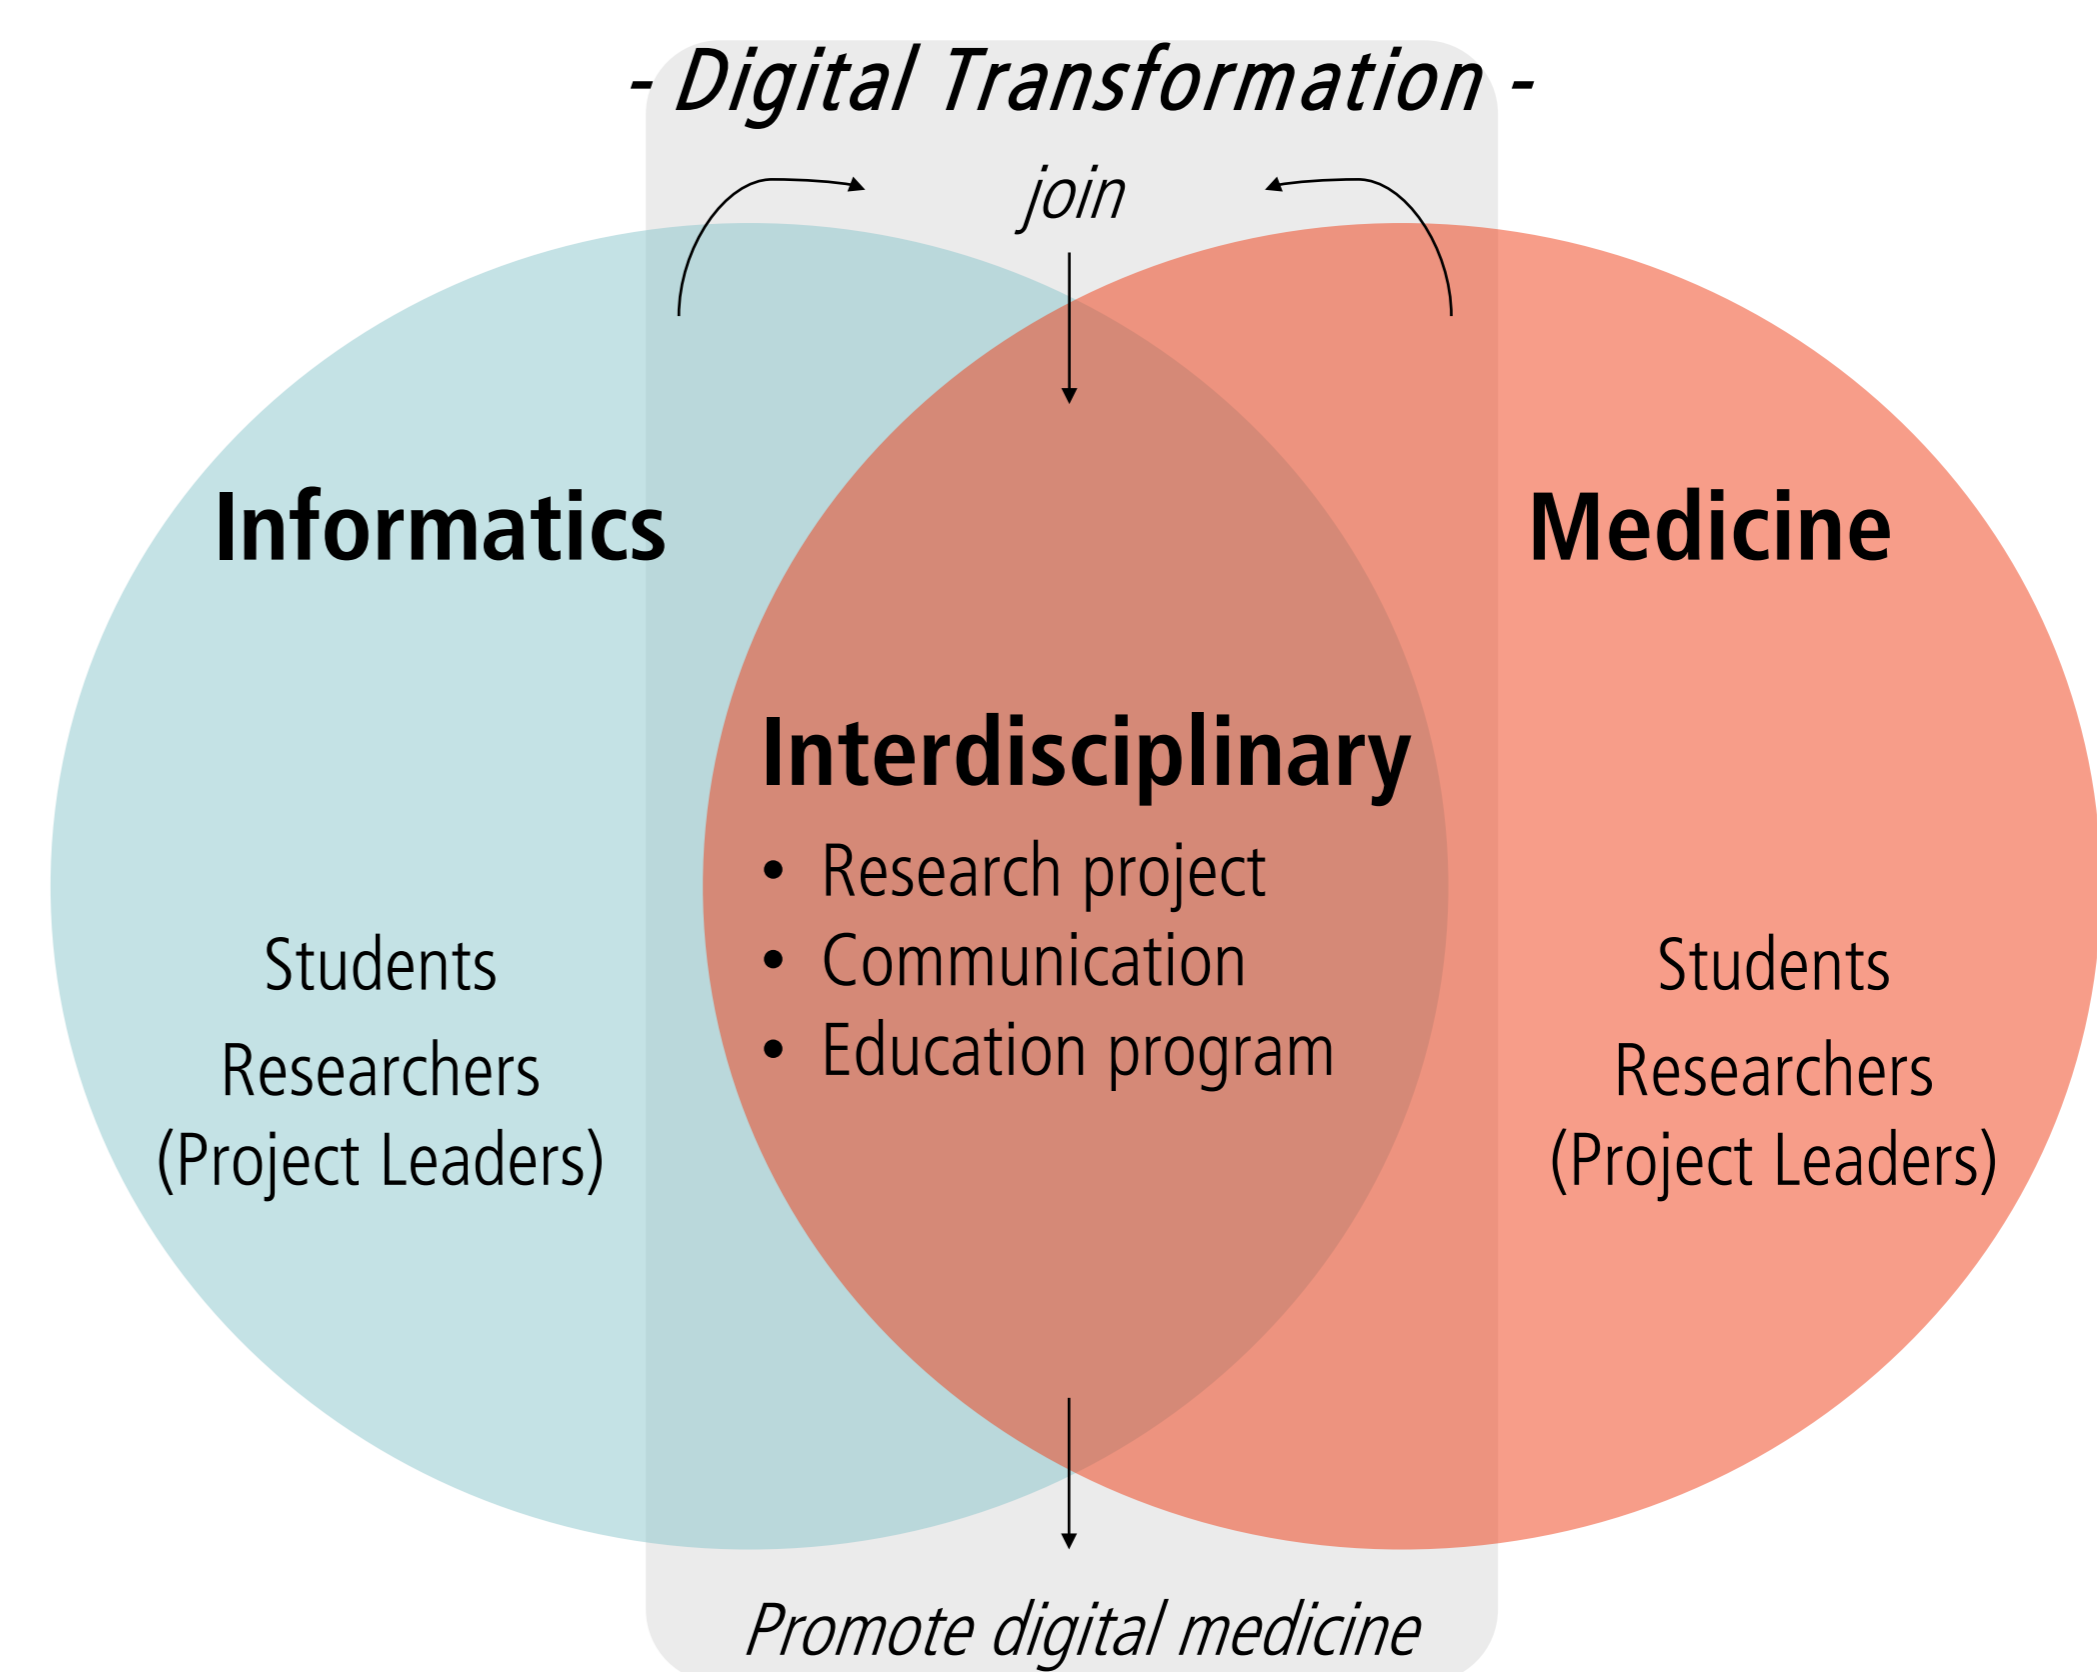 - Digital Transformation -
join
Informatics
Medicine
Interdisciplinary
• Research project
• Communication
• Education program
Students
Researchers
(Project Leaders)
Students
Researchers
(Project Leaders)
Promote digital medicine